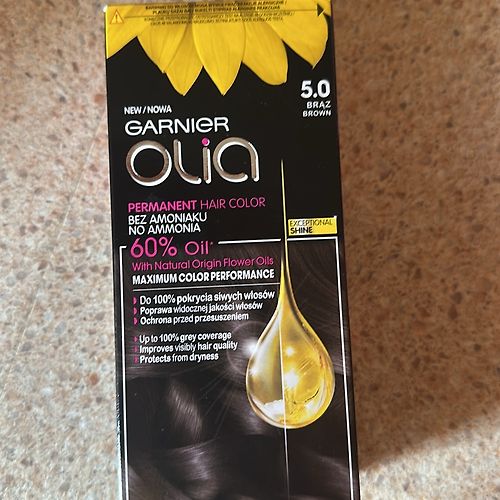 5.0
BRĄZ
BROWN
NEW/NOWA
GARNIER
OLIA
PERMANENT HAIR COLOR
BEZ AMONIAKU
NO AMMONIA
EXCEPTIONAL
SHINE
60% Oil*
With Natural Origin Flower Oils
MAXIMUM COLOR PERFORMANCE
Do 100% pokrycia siwych włosów
Poprawa widocznej jakości włosów
Ochrona przed przesuszeniem
Up to 100% grey coverage
Improves visibly hair quality
Protects from dryness